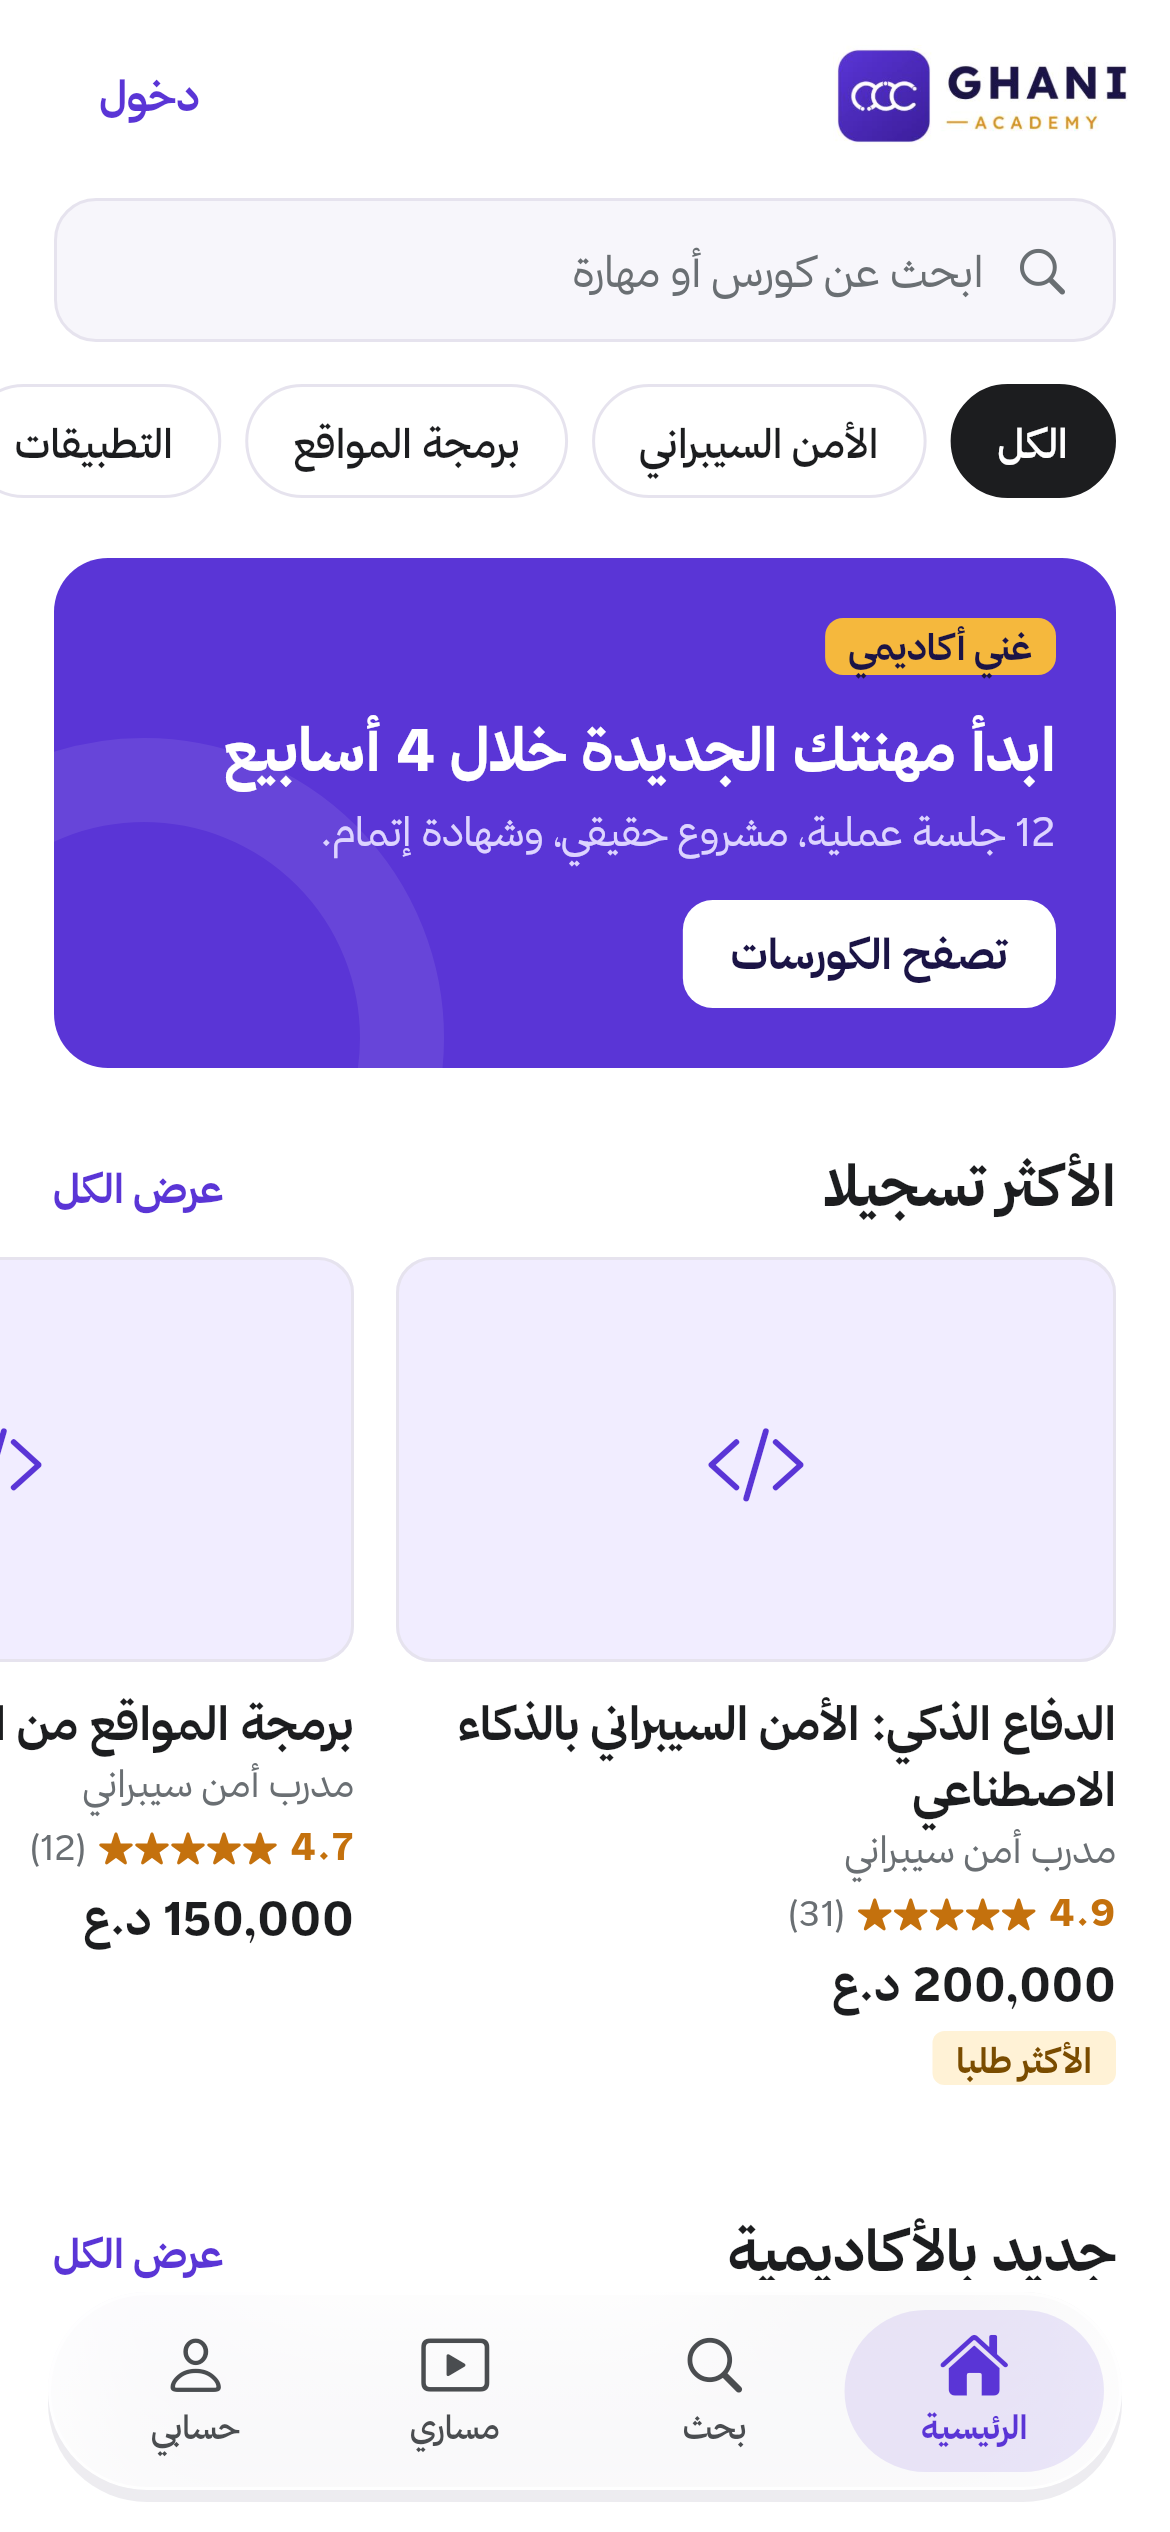 GHANI
ACADEMY
دخول
ابحث عن كورس أو مهارة
الكل
الأمن السيبراني
برمجة المواقع
التطبيقات
غني أكاديمي
ابدأ مهنتك الجديدة خلال 4 أسابيع
12 جلسة عملية، مشروع حقيقي، وشهادة إتمام.
تصفح الكورسات
الأكثر تسجيلا
عرض الكل
</>
الدفاع الذكي: الأمن السيبراني بالذكاء
الاصطناعي
مدرب أمن سيبراني
4.9 ★★★★★ (31)
200,000 د.ع
الأكثر طلبا
برمجة المواقع من
مدرب أمن سيبراني
4.7 ★★★★★ (12)
150,000 د.ع
جديد بالأكاديمية
عرض الكل
الرئيسية
بحث
مساري
حسابي